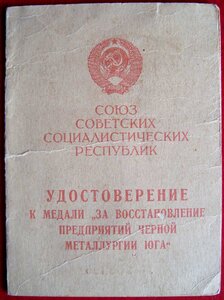 СОЮЗ
СОВЕТСКИХ
СОЦИАЛИСТИЧЕСКИХ
РЕСПУБЛИК
УДОСТОВЕРЕНИЕ
К МЕДАЛИ „ЗА ВОССТАНОВЛЕНИЕ
ПРЕДПРИЯТИЙ ЧЕРНОЙ
МЕТАЛЛУРГИИ ЮГА“